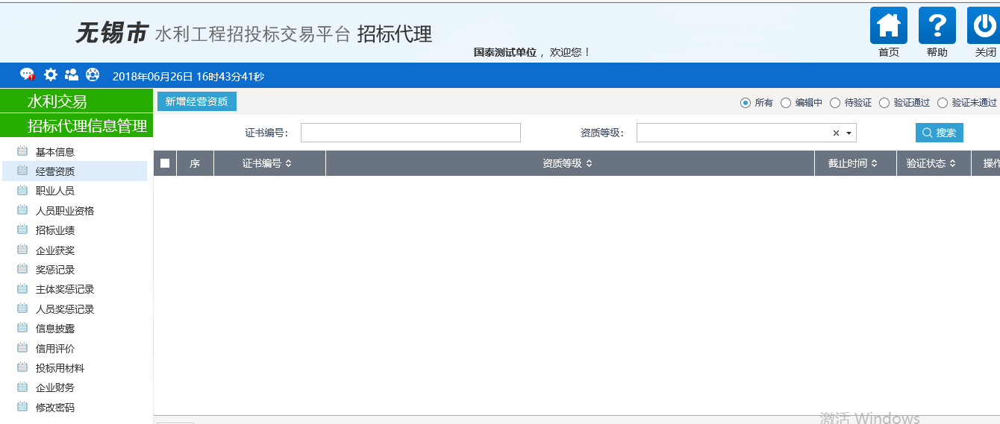 无锡市 水利工程招投标交易平台 招标代理
国泰测试单位 ，欢迎您！
首页 帮助 关闭
2018年06月26日 16时43分41秒
水利交易
招标代理信息管理
基本信息
经营资质
职业人员
人员职业资格
招标业绩
企业获奖
奖惩记录
主体奖惩记录
人员奖惩记录
信息披露
信用评价
投标用材料
企业财务
修改密码
新增经营资质 所有 编辑中 待验证 验证通过 验证未通过
证书编号： 资质等级： 搜索
序 证书编号 资质等级 截止时间 验证状态 操作
激活 Windows